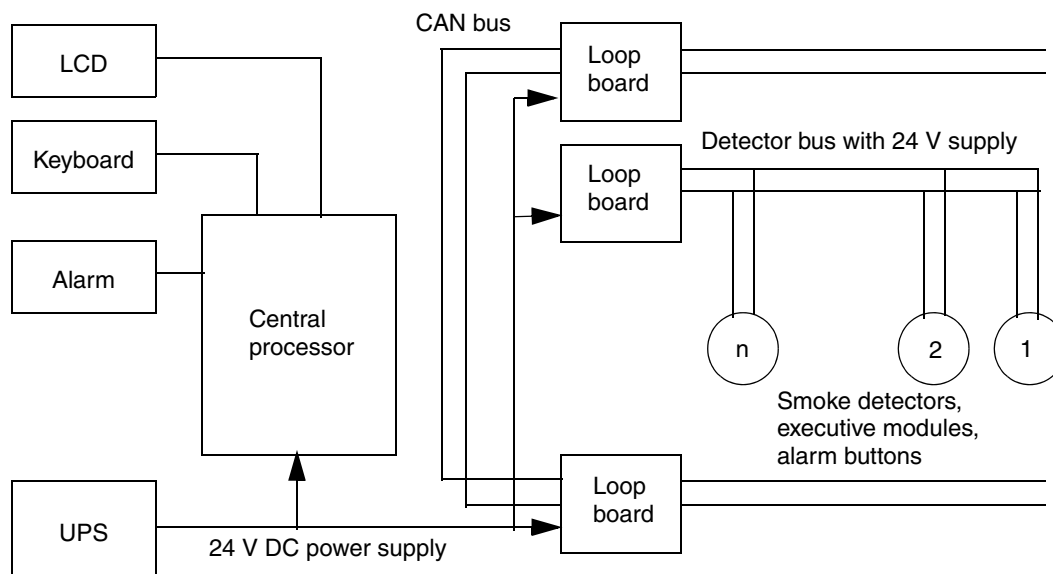 CAN bus
LCD
Loop
board
Keyboard
Detector bus with 24 V supply
Loop
board
Alarm
Central
processor
n
2
1
Smoke detectors,
executive modules,
alarm buttons
Loop
board
UPS
24 V DC power supply